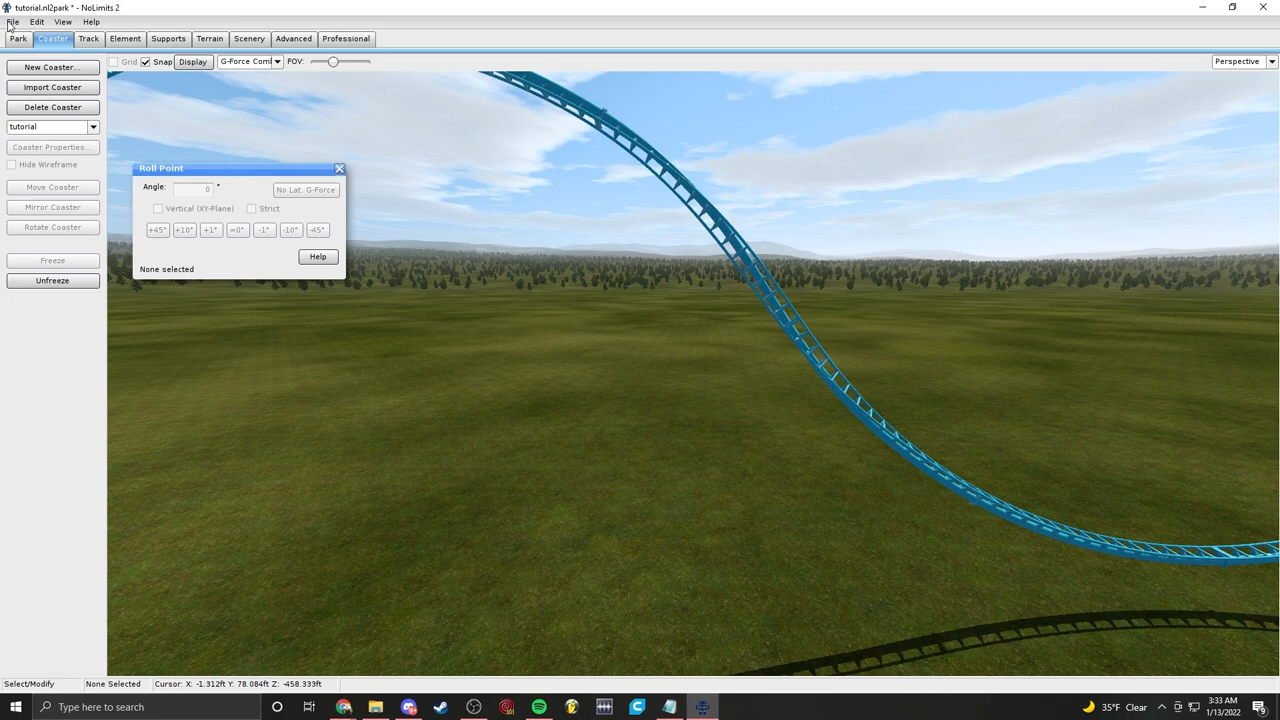 tutorial.nl2park * - NoLimits 2
File Edit View Help
Park Coaster Track Element Supports Terrain Scenery Advanced Professional
New Coaster...
Grid Snap Display G-Force Coml FOV: Perspective
Import Coaster
Delete Coaster
tutorial
Coaster Properties...
Hide Wireframe
Move Coaster
Mirror Coaster
Rotate Coaster
Freeze
Unfreeze
Roll Point
Angle: 0 ° No Lat. G-Force
Vertical (XY-Plane) Strict
+45° +10° +1° =0° -1° -10° -45°
Help
None selected
Select/Modify None Selected Cursor: X: -1.312ft Y: 78.084ft Z: -458.333ft
Type here to search
35°F Clear
3:33 AM
1/13/2022